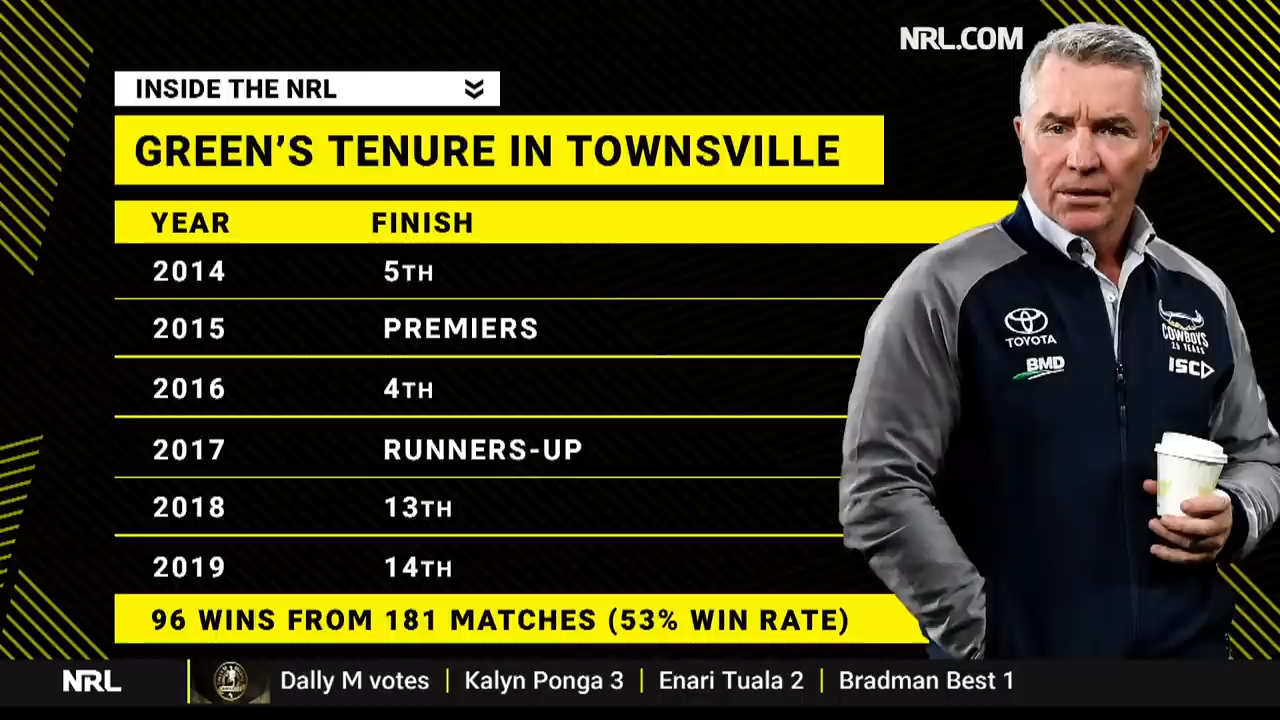 NRL.COM
INSIDE THE NRL
GREEN'S TENURE IN TOWNSVILLE
YEAR FINISH
2014 5TH
2015 PREMIERS
2016 4TH
2017 RUNNERS-UP
2018 13TH
2019 14TH
96 WINS FROM 181 MATCHES (53% WIN RATE)
TOYOTA
BMD
COWBOYS
25 YEARS
ISC
NRL Dally M votes | Kalyn Ponga 3 | Enari Tuala 2 | Bradman Best 1